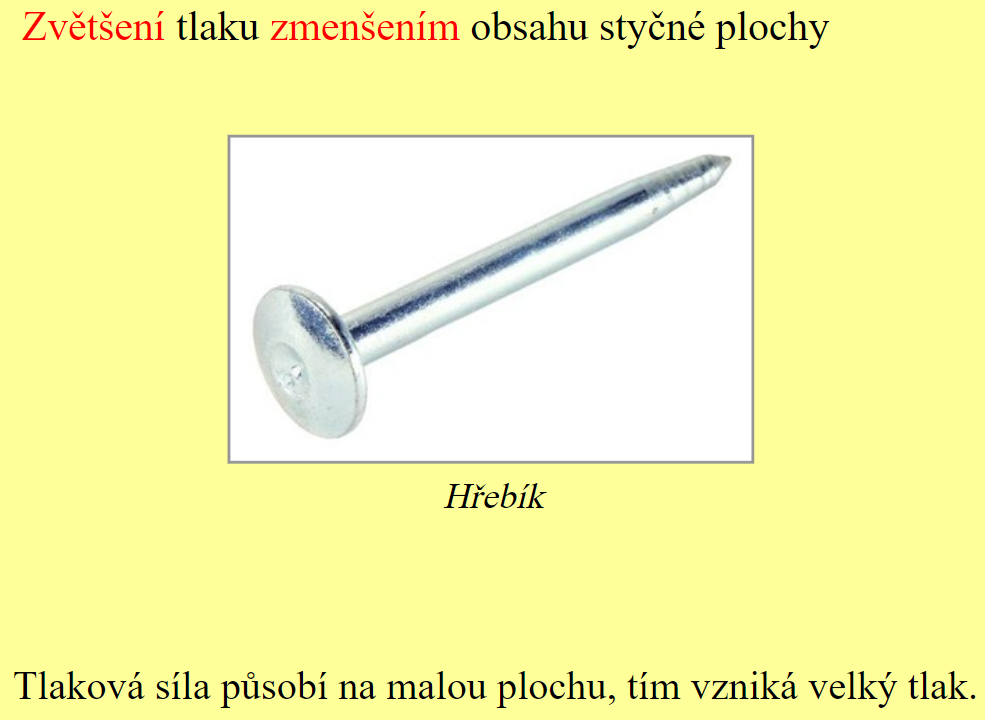 Zvětšení tlaku zmenšením obsahu styčné plochy
Hřebík
Tlaková síla působí na malou plochu, tím vzniká velký tlak.